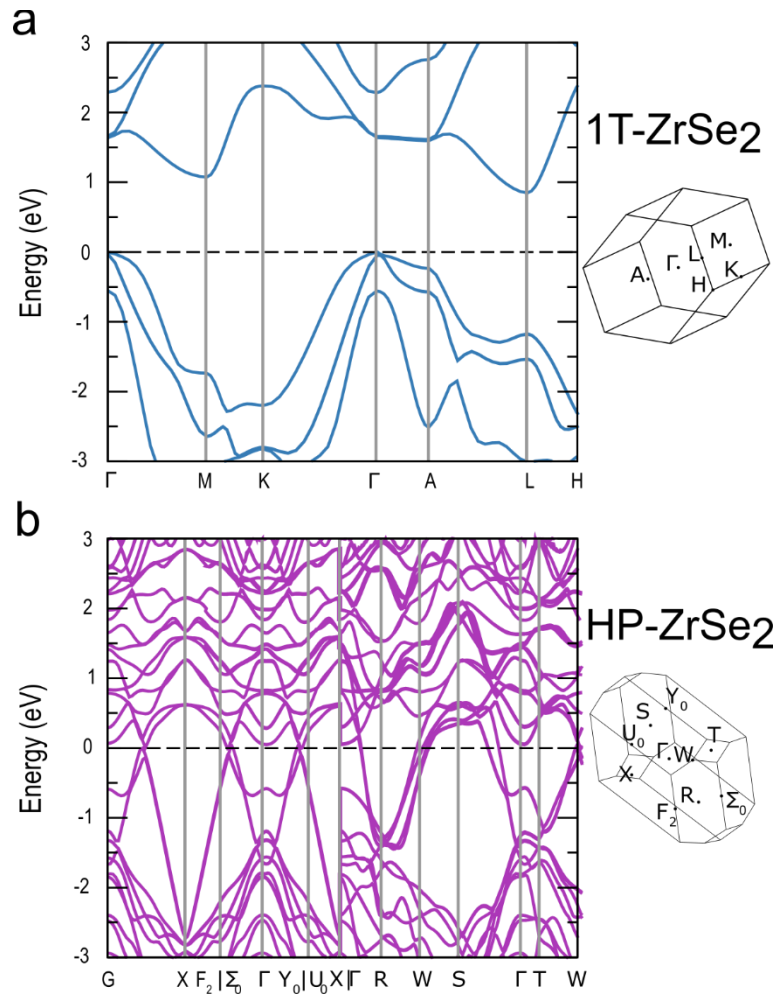 a
3
2
1
0
-1
-2
-3
Energy (eV)
Γ M K Γ A L H
1T-ZrSe2
A Γ L M H K
b
3
2
1
0
-1
-2
-3
Energy (eV)
G X F2|Σ0 Γ Y0|U0 X|Γ R W S Γ T W
HP-ZrSe2
Y0
S
U0 T
Γ W
X
F2 R Σ0